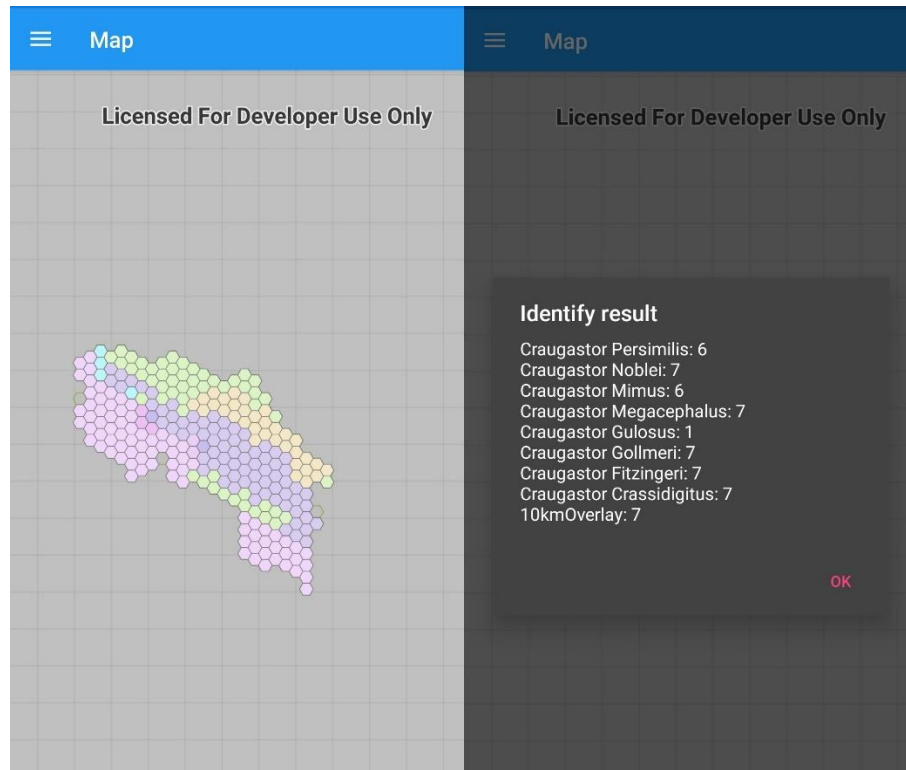 Map
Licensed For Developer Use Only
Map
Licensed For Developer Use Only
Identify result
Craugastor Persimilis: 6
Craugastor Noblei: 7
Craugastor Mimus: 6
Craugastor Megacephalus: 7
Craugastor Gulosus: 1
Craugastor Gollmeri: 7
Craugastor Fitzingeri: 7
Craugastor Crassidigitus: 7
10kmOverlay: 7
OK